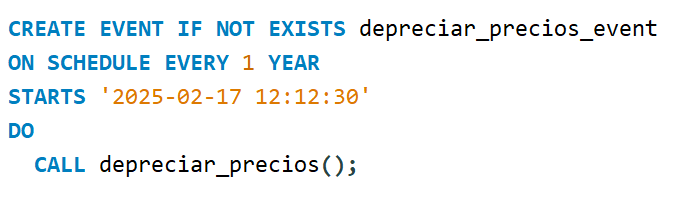 CREATE EVENT IF NOT EXISTS depreciar_precios_event
ON SCHEDULE EVERY 1 YEAR
STARTS '2025-02-17 12:12:30'
DO
  CALL depreciar_precios();